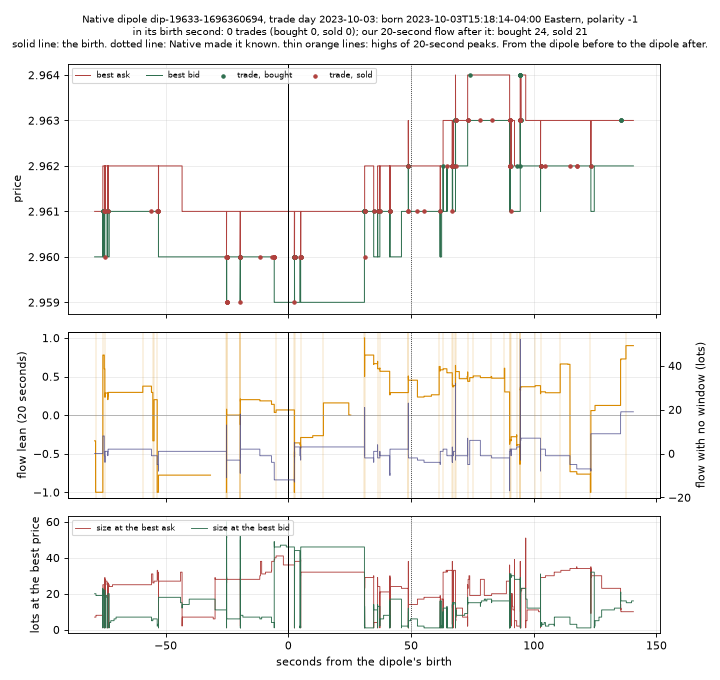 Native dipole dip-19633-1696360694, trade day 2023-10-03: born 2023-10-03T15:18:14-04:00 Eastern, polarity -1
in its birth second: 0 trades (bought 0, sold 0); our 20-second flow after it: bought 24, sold 21
solid line: the birth. dotted line: Native made it known. thin orange lines: highs of 20-second peaks. From the dipole before to the dipole after.
best ask
best bid
trade, bought
trade, sold
2.964
2.963
2.962
2.961
2.960
2.959
price
1.0
0.5
0.0
−0.5
−1.0
flow lean (20 seconds)
40
20
0
−20
flow with no window (lots)
size at the best ask
size at the best bid
60
40
20
0
lots at the best price
−50
0
50
100
150
seconds from the dipole's birth